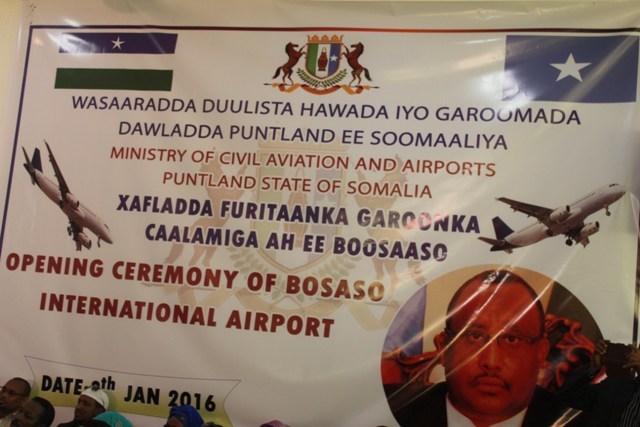 WASAARADDA DUULISTA HAWADA IYO GAROOMADA
DAWLADDA PUNTLAND EE SOOMAALIYA
MINISTRY OF CIVIL AVIATION AND AIRPORTS
PUNTLAND STATE OF SOMALIA
XAFLADDA FURITAANKA GAROONKA
CAALAMIGA AH EE BOOSAASO
OPENING CEREMONY OF BOSASO
INTERNATIONAL AIRPORT
DATE- JAN 2016